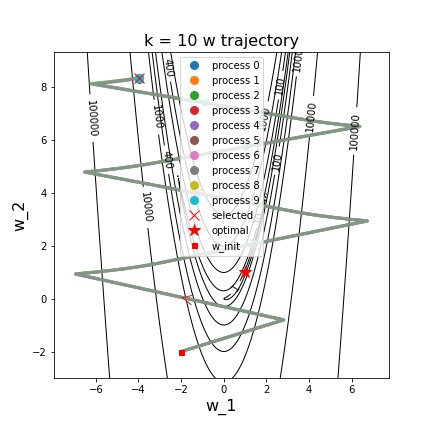 k = 10 w trajectory
w_2
8
6
4
2
0
−2
−6
−4
−2
0
2
4
6
w_1
process 0
process 1
process 2
process 3
process 4
process 5
process 6
process 7
process 8
process 9
selected
optimal
w_init
100000
10000
1000
400
400
10000
100
100
10000
100000